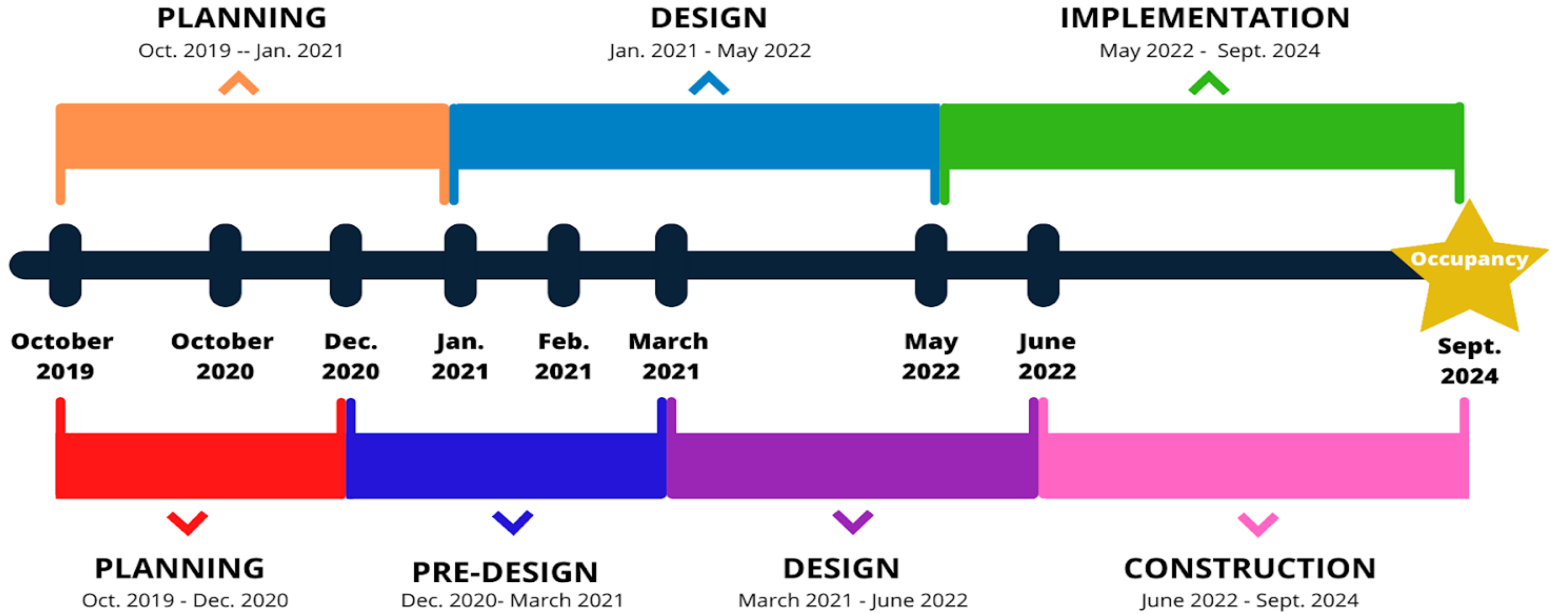 PLANNING
Oct. 2019 -- Jan. 2021
DESIGN
Jan. 2021 - May 2022
IMPLEMENTATION
May 2022 - Sept. 2024
Occupancy
October
2019
October
2020
Dec.
2020
Jan.
2021
Feb.
2021
March
2021
May
2022
June
2022
Sept.
2024
PLANNING
Oct. 2019 - Dec. 2020
PRE-DESIGN
Dec. 2020- March 2021
DESIGN
March 2021 - June 2022
CONSTRUCTION
June 2022 - Sept. 2024